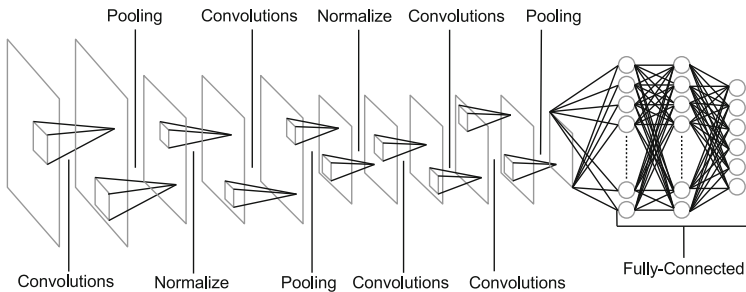 Pooling Convolutions Normalize Convolutions Pooling
Convolutions Normalize Pooling Convolutions Convolutions
Fully-Connected